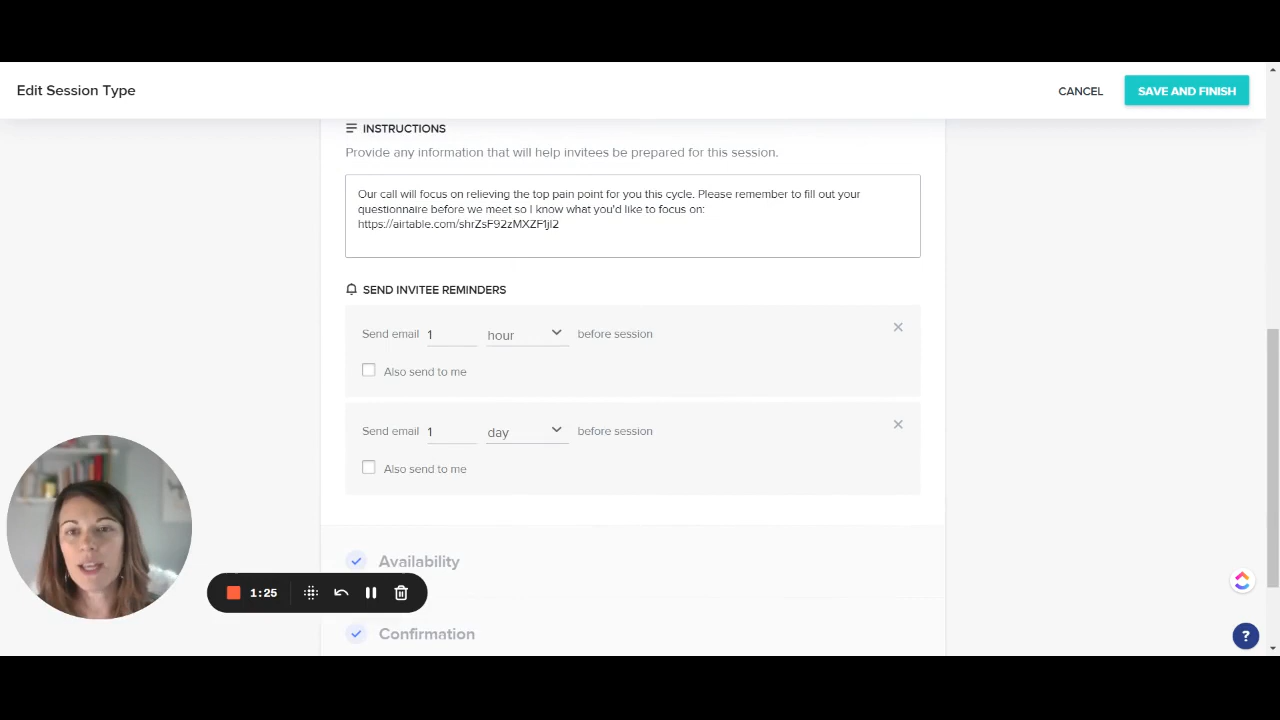 Edit Session Type
CANCEL
SAVE AND FINISH
INSTRUCTIONS
Provide any information that will help invitees be prepared for this session.
Our call will focus on relieving the top pain point for you this cycle. Please remember to fill out your
questionnaire before we meet so I know what you'd like to focus on:
https://airtable.com/shrZsF92zMXZF1jl2
SEND INVITEE REMINDERS
Send email 1 hour before session
Also send to me
Send email 1 day before session
Also send to me
Availability
1:25
Confirmation
?